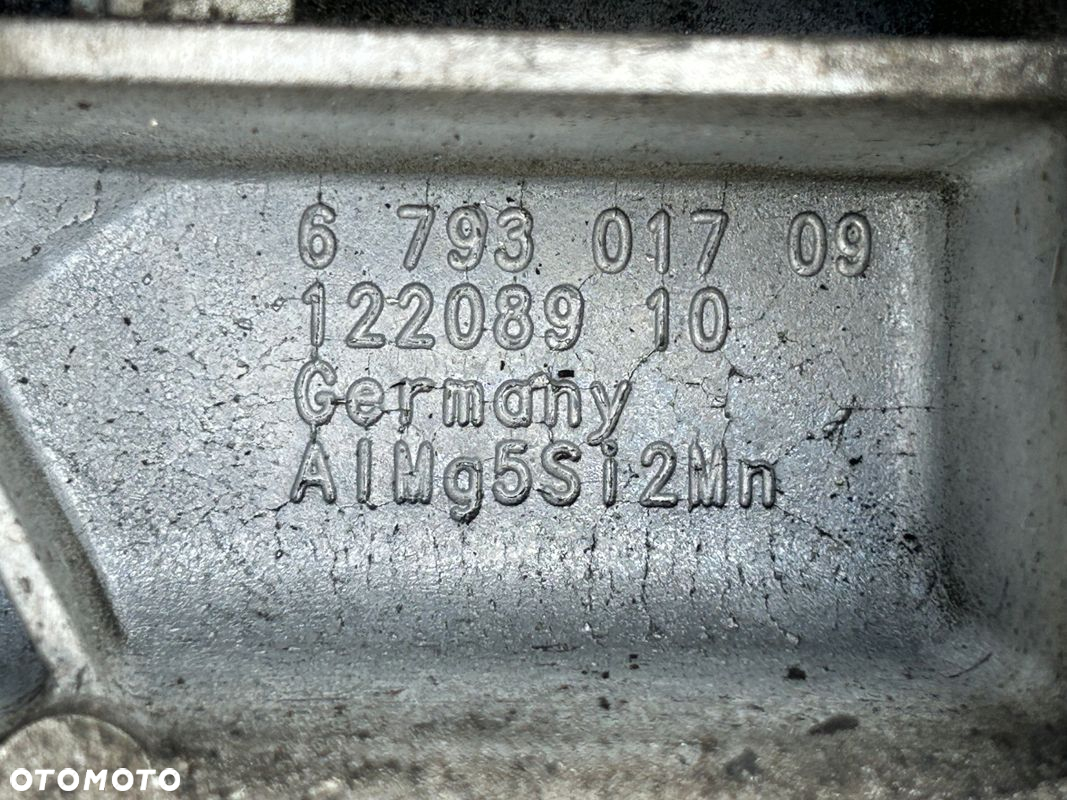 6 793 017 09
122089 10
Germany
AlMg5Si2Mn
OTOMOTO